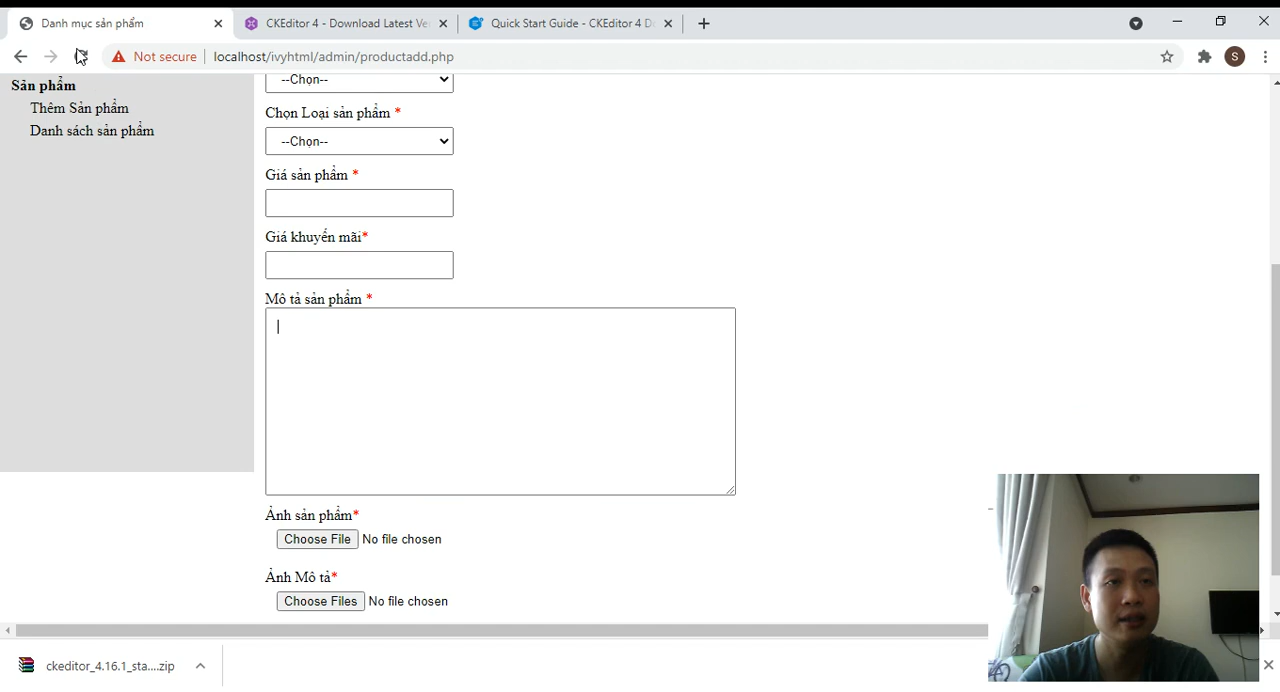 Danh mục sản phẩm
CKEditor 4 - Download Latest Ve
Quick Start Guide - CKEditor 4 D
Not secure
localhost/ivyhtml/admin/productadd.php
S
Sản phẩm
Thêm Sản phẩm
Danh sách sản phẩm
--Chọn--
Chọn Loại sản phẩm *
--Chọn--
Giá sản phẩm *
Giá khuyến mãi*
Mô tả sản phẩm *
Ảnh sản phẩm*
Choose File No file chosen
Ảnh Mô tả*
Choose Files No file chosen
ckeditor_4.16.1_sta....zip